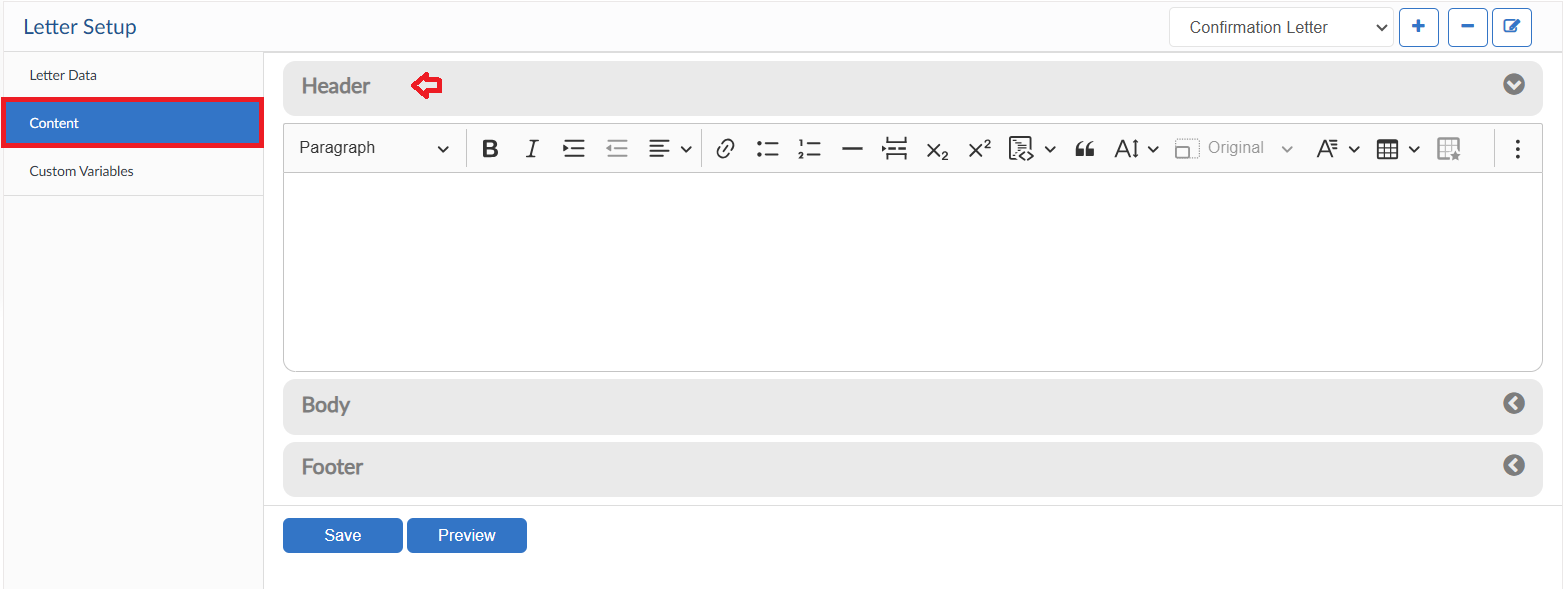 Letter Setup
Confirmation Letter
Letter Data
Content
Custom Variables
Header
Paragraph
Original
Body
Footer
Save
Preview